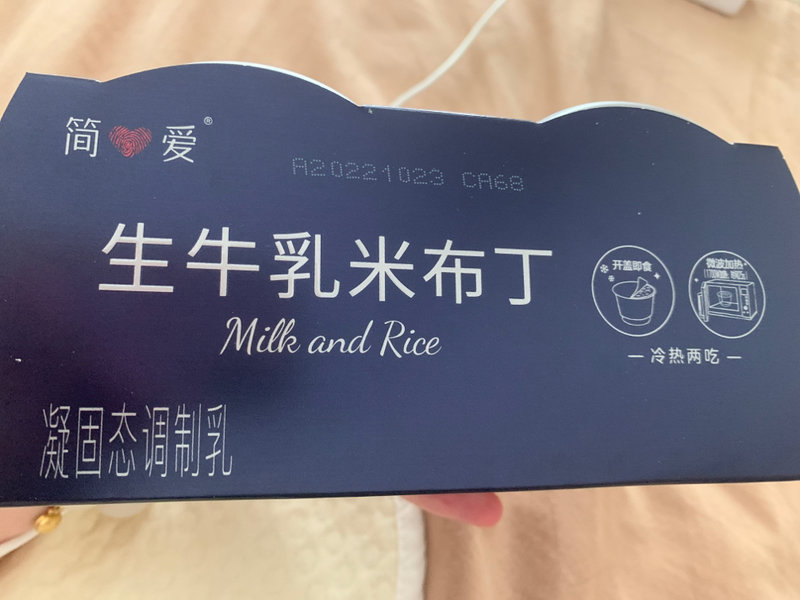 简爱®
A20221023 CA68
生牛乳米布丁
Milk and Rice
开盖即食
微波加热
— 冷热两吃 —
凝固态调制乳